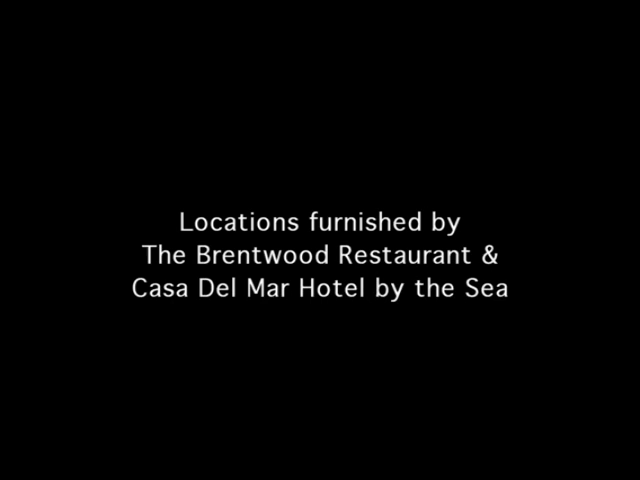 Locations furnished by
The Brentwood Restaurant &
Casa Del Mar Hotel by the Sea